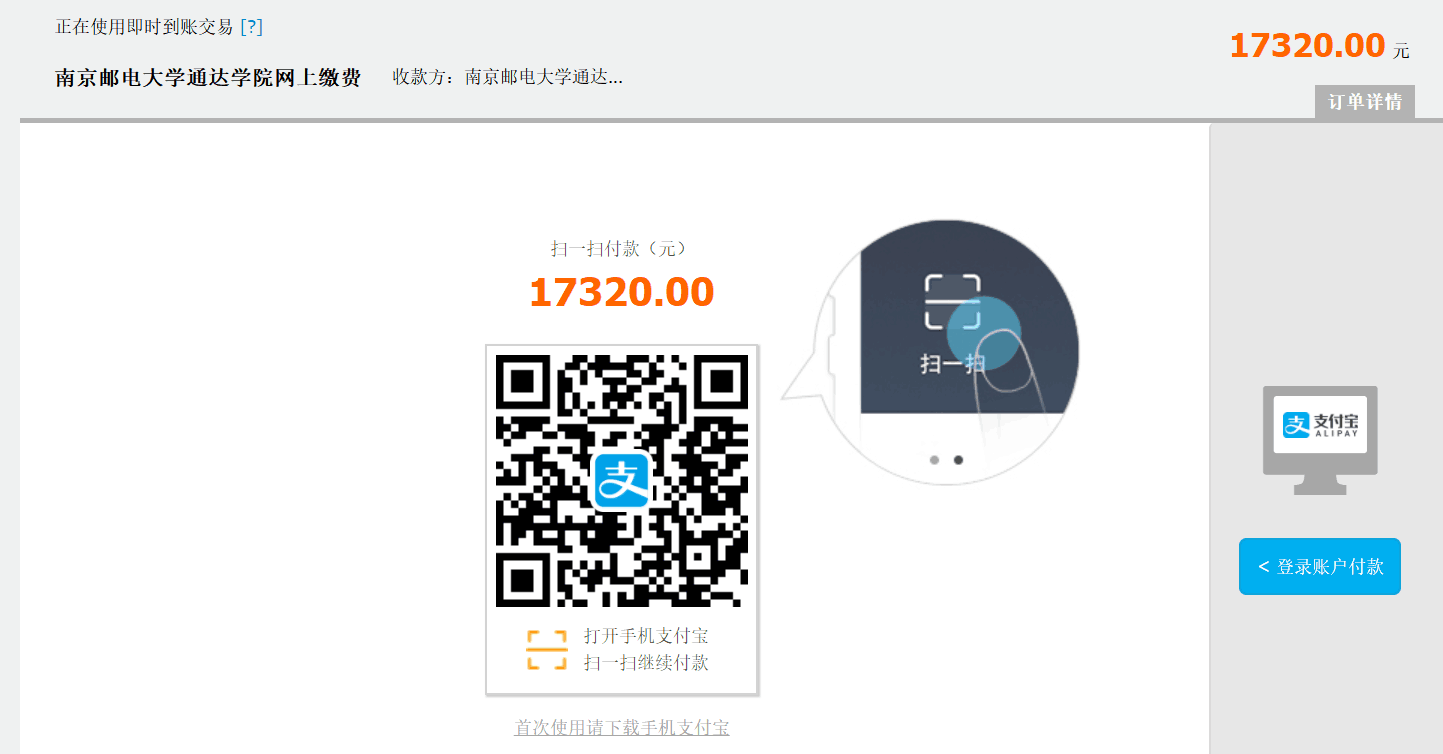 正在使用即时到账交易 [?]
17320.00 元
南京邮电大学通达学院网上缴费 收款方：南京邮电大学通达...
订单详情
扫一扫付款（元）
17320.00
扫一扫
支付宝
ALIPAY
支
< 登录账户付款
打开手机支付宝
扫一扫继续付款
首次使用请下载手机支付宝